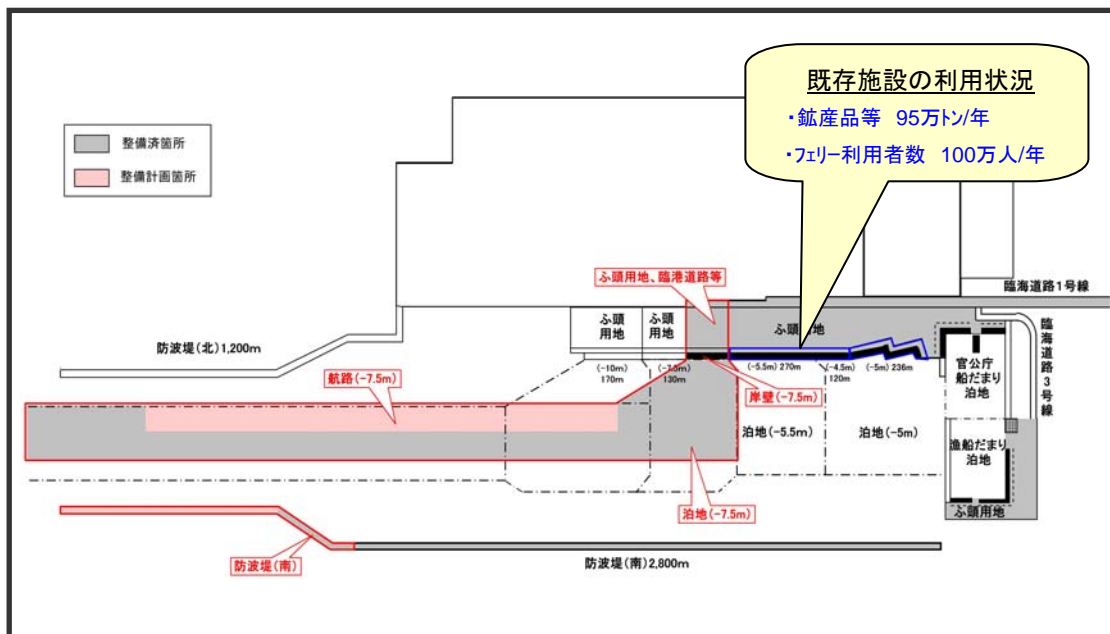 既存施設の利用状況
・鉱産品等 95万トン/年
・フェリー利用者数 100万人/年
整備済箇所
整備計画箇所
ふ頭用地、臨港道路等
臨海道路1号線
ふ頭
用地
ふ頭
用地
ふ頭用地
臨海道路3号線
防波堤(北)1,200m
(-10m)
170m
(-7.5m)
130m
(-5.5m) 270m
(-4.5m)
120m
(-5m) 236m
官公庁
船だまり
泊地
航路(-7.5m)
岸壁(-7.5m)
泊地(-5.5m)
泊地(-5m)
漁船だまり
泊地
ふ頭用地
泊地(-7.5m)
防波堤(南)
防波堤(南)2,800m